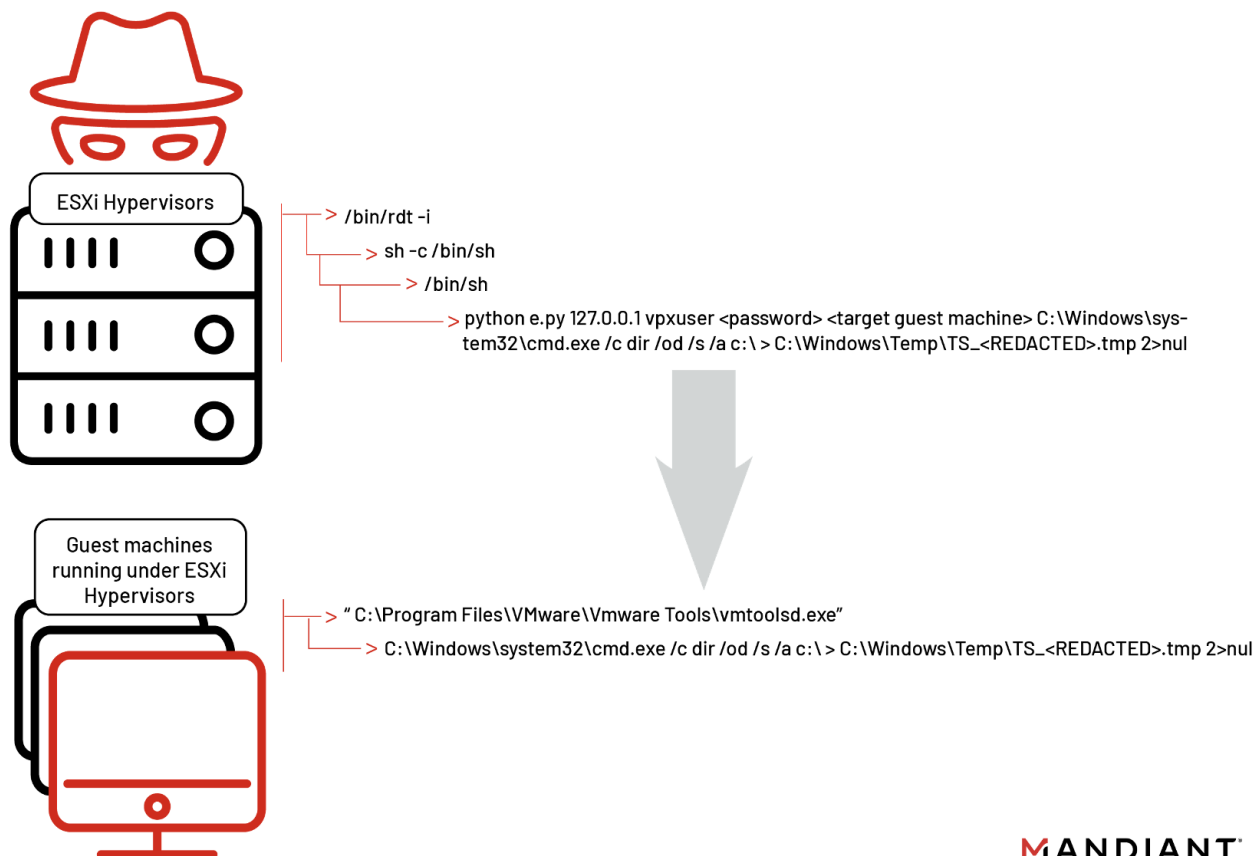 ESXi Hypervisors
> /bin/rdt -i
> sh -c /bin/sh
> /bin/sh
> python e.py 127.0.0.1 vpxuser <password> <target guest machine> C:\Windows\sys-
tem32\cmd.exe /c dir /od /s /a c:\ > C:\Windows\Temp\TS_<REDACTED>.tmp 2>nul
Guest machines
running under ESXi
Hypervisors
> “ C:\Program Files\VMware\Vmware Tools\vmtoolsd.exe”
> C:\Windows\system32\cmd.exe /c dir /od /s /a c:\ > C:\Windows\Temp\TS_<REDACTED>.tmp 2>nul
MANDIANT